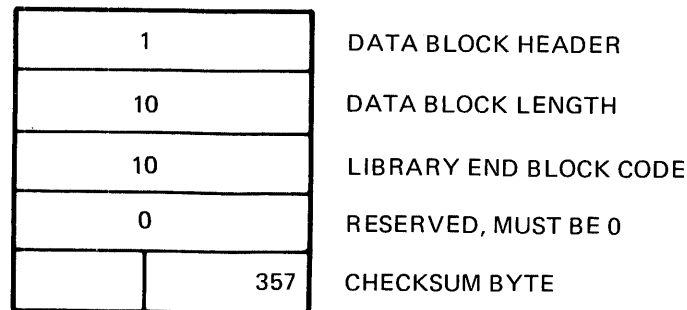 1 DATA BLOCK HEADER
10 DATA BLOCK LENGTH
10 LIBRARY END BLOCK CODE
0 RESERVED, MUST BE 0
357 CHECKSUM BYTE